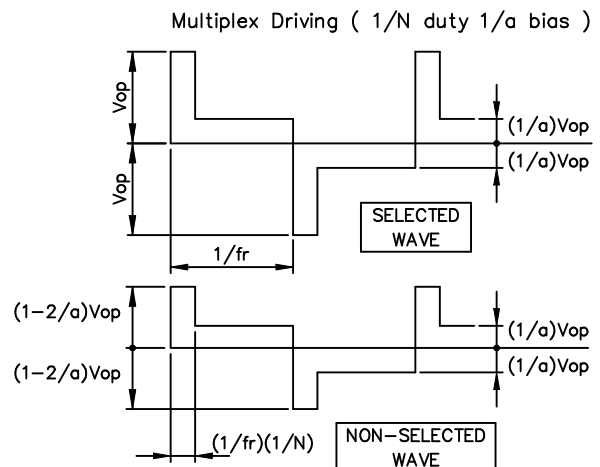 Multiplex Driving ( 1/N duty 1/a bias )
Vop
(1/a)Vop
(1/a)Vop
Vop
SELECTED
WAVE
1/fr
(1-2/a)Vop
(1/a)Vop
(1-2/a)Vop
(1/a)Vop
(1/fr)(1/N)
NON-SELECTED
WAVE